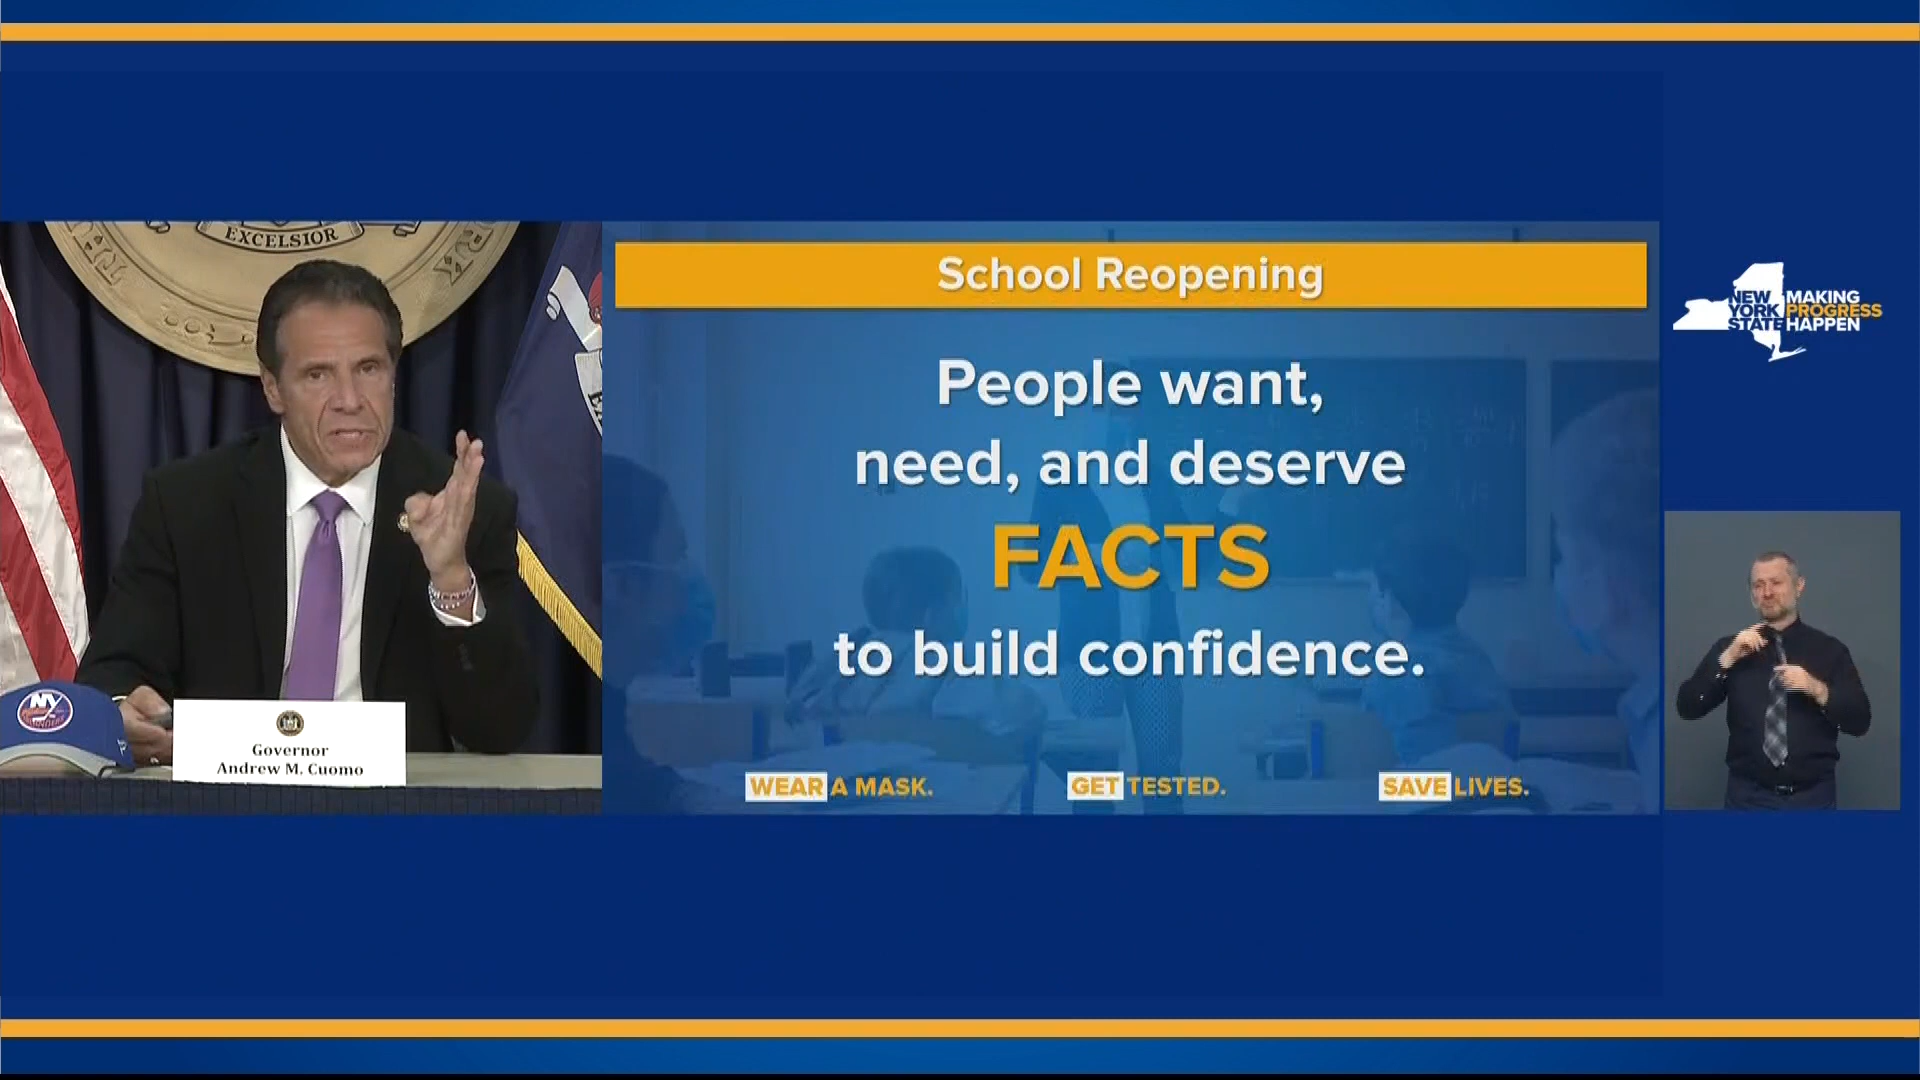 EXCELSIOR
Governor
Andrew M. Cuomo
NY
School Reopening
People want,
need, and deserve
FACTS
to build confidence.
WEAR A MASK.
GET TESTED.
SAVE LIVES.
NEW
YORK
STATE
MAKING
PROGRESS
HAPPEN